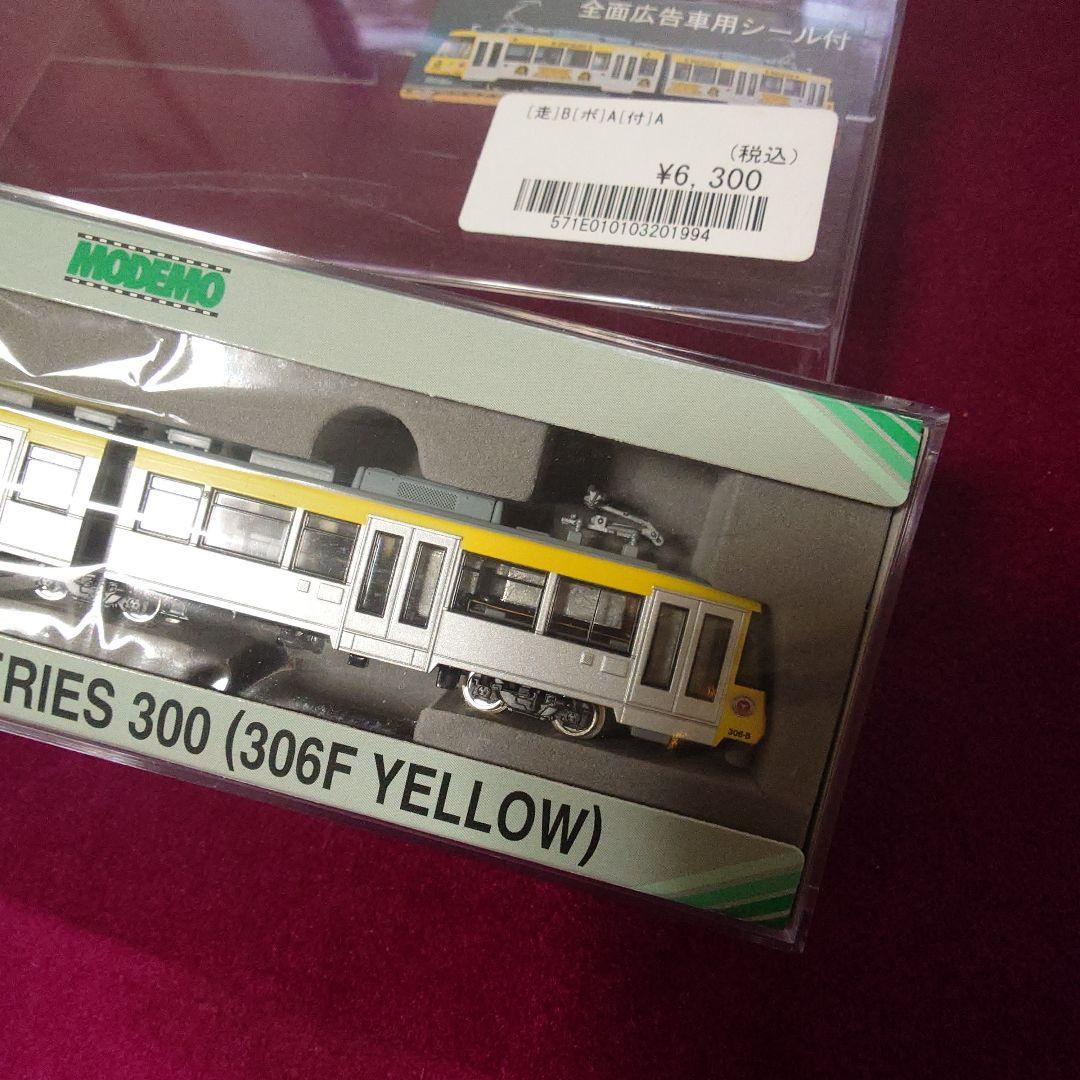 全面広告車用シール付
[走]B[ボ]A[付]A
(税込)
¥6,300
571E010103201994
MODEMO
306-B
ERIES 300 (306F YELLOW)